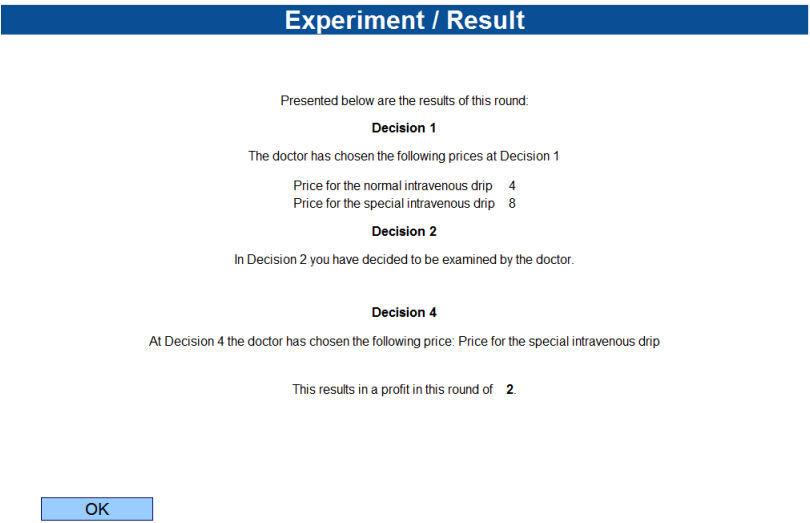 Experiment / Result
Presented below are the results of this round:
Decision 1
The doctor has chosen the following prices at Decision 1
Price for the normal intravenous drip 4
Price for the special intravenous drip 8
Decision 2
In Decision 2 you have decided to be examined by the doctor.
Decision 4
At Decision 4 the doctor has chosen the following price: Price for the special intravenous drip
This results in a profit in this round of 2.
OK